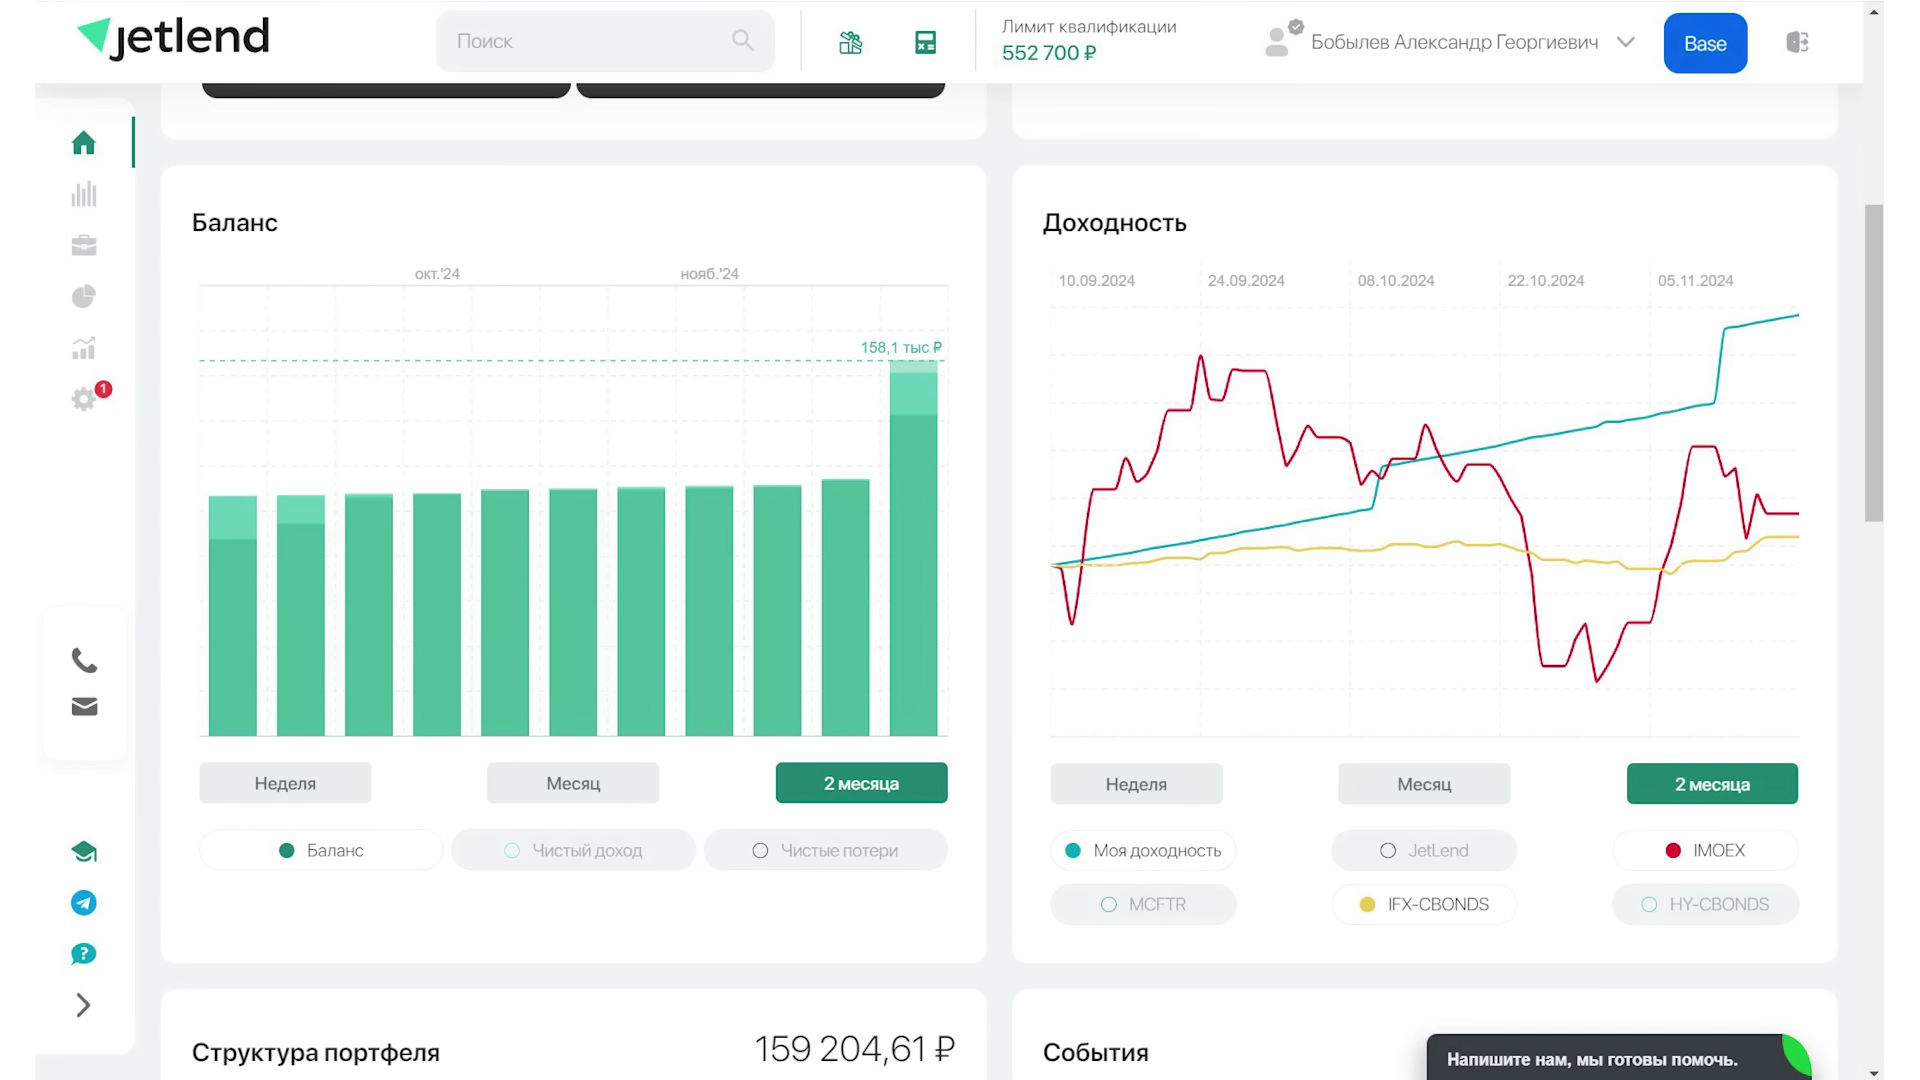 jetlend
Поиск
Лимит квалификации
552 700 ₽
Бобылев Александр Георгиевич
Base
1
Баланс
окт.'24
нояб.'24
158,1 тыс ₽
Неделя
Месяц
2 месяца
Баланс
Чистый доход
Чистые потери
Доходность
10.09.2024
24.09.2024
08.10.2024
22.10.2024
05.11.2024
Неделя
Месяц
2 месяца
Моя доходность
JetLend
IMOEX
MCFTR
IFX-CBONDS
HY-CBONDS
?
Структура портфеля
159 204,61 ₽
События
Напишите нам, мы готовы помочь.